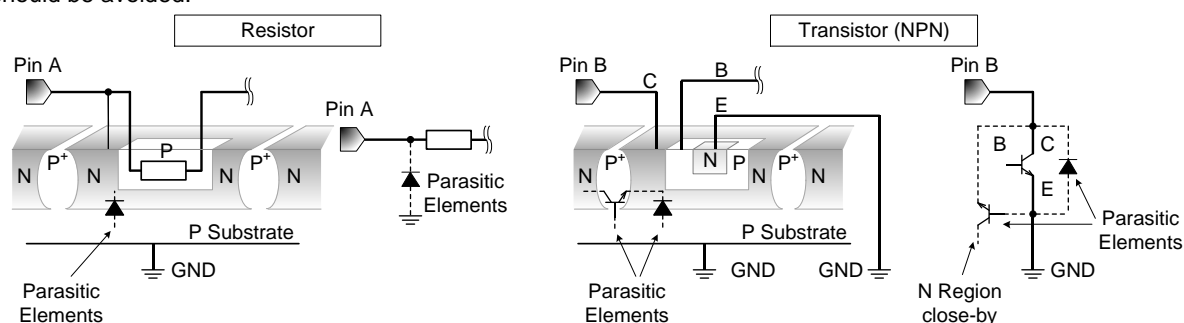 should be avoided.
Resistor
Transistor (NPN)
Pin A
Pin A
N
P+
N
P
N
P+
N
Parasitic
Elements
P Substrate
GND
Parasitic
Elements
Pin B
C
B
E
Pin B
N
P+
N
N
P
N
P+
N
B
C
E
P Substrate
Parasitic
Elements
GND
GND
GND
Parasitic
Elements
N Region
close-by